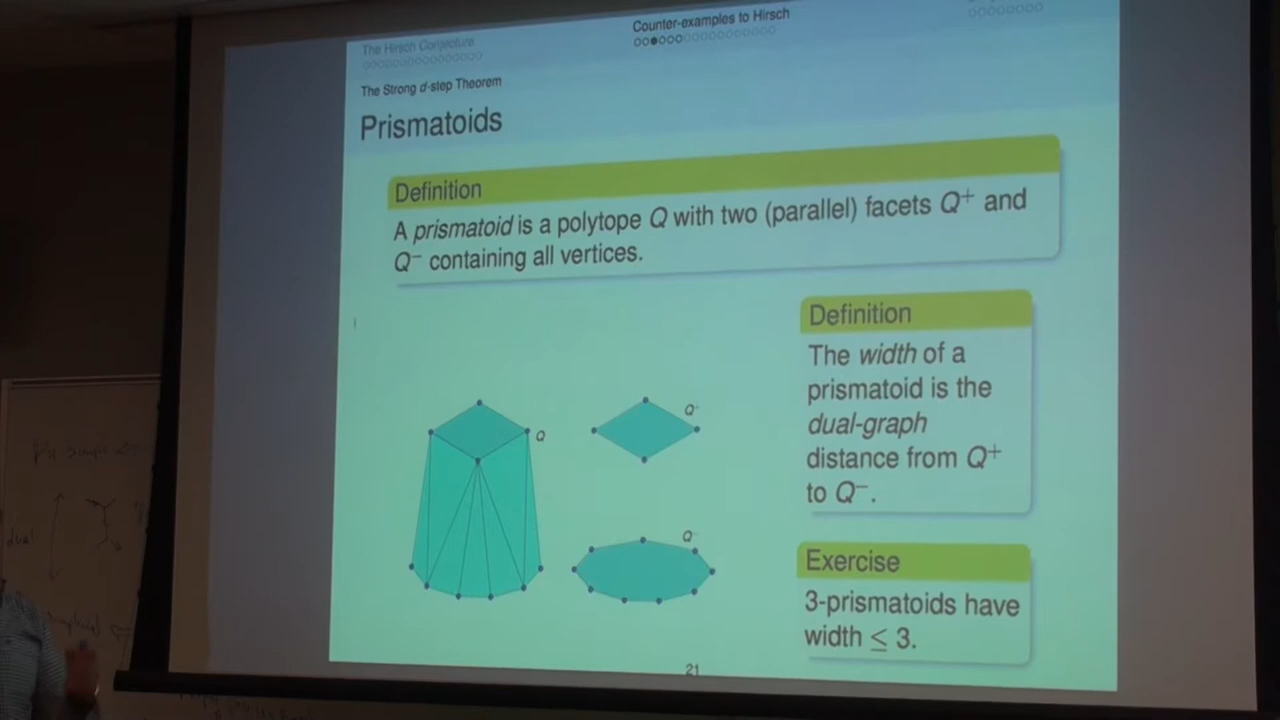 The Hirsch Conjecture
Counter-examples to Hirsch
The Strong d-step Theorem
Prismatoids
Definition
A prismatoid is a polytope Q with two (parallel) facets Q⁺ and
Q⁻ containing all vertices.
Definition
The width of a
prismatoid is the
dual-graph
distance from Q⁺
to Q⁻.
Q
Q⁺
Q⁻
Exercise
3-prismatoids have
width ≤ 3.
21
dual